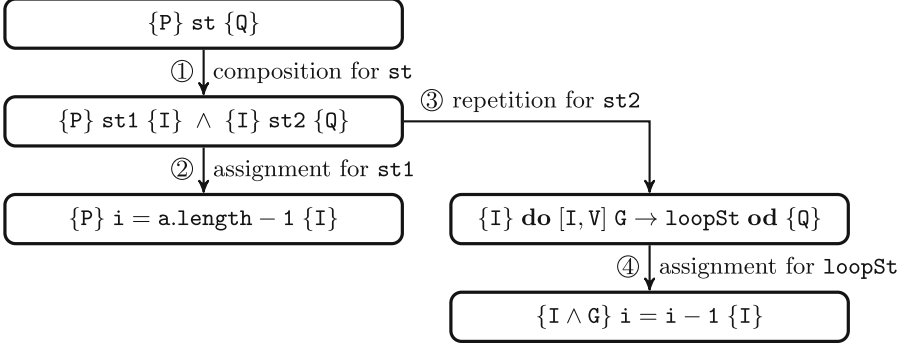 {P} st {Q}
① composition for st
③ repetition for st2
{P} st1 {I} ∧ {I} st2 {Q}
② assignment for st1
{P} i = a.length − 1 {I}
{I} do [I, V] G → loopSt od {Q}
④ assignment for loopSt
{I ∧ G} i = i − 1 {I}